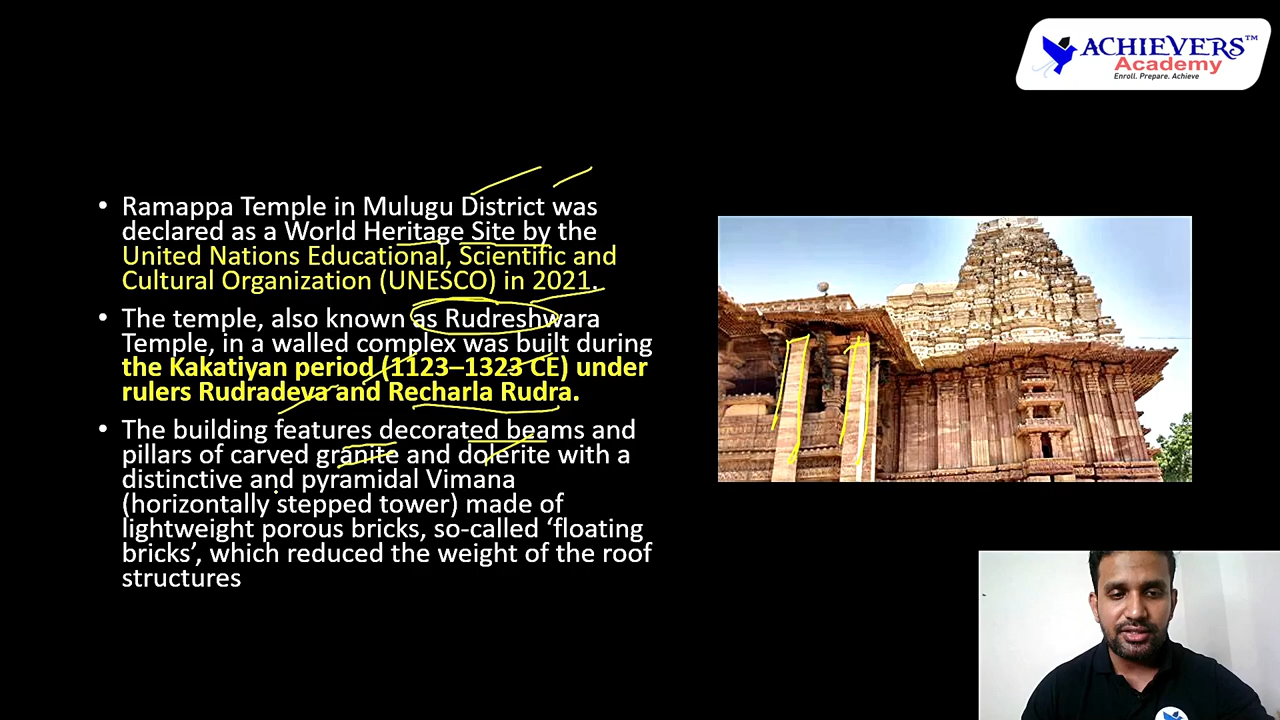 ACHIEVERS™
Academy
Enroll. Prepare. Achieve
• Ramappa Temple in Mulugu District was
declared as a World Heritage Site by the
United Nations Educational, Scientific and
Cultural Organization (UNESCO) in 2021.
• The temple, also known as Rudreshwara
Temple, in a walled complex was built during
the Kakatiyan period (1123–1323 CE) under
rulers Rudradeva and Recharla Rudra.
• The building features decorated beams and
pillars of carved granite and dolerite with a
distinctive and pyramidal Vimana
(horizontally stepped tower) made of
lightweight porous bricks, so-called ‘floating
bricks’, which reduced the weight of the roof
structures